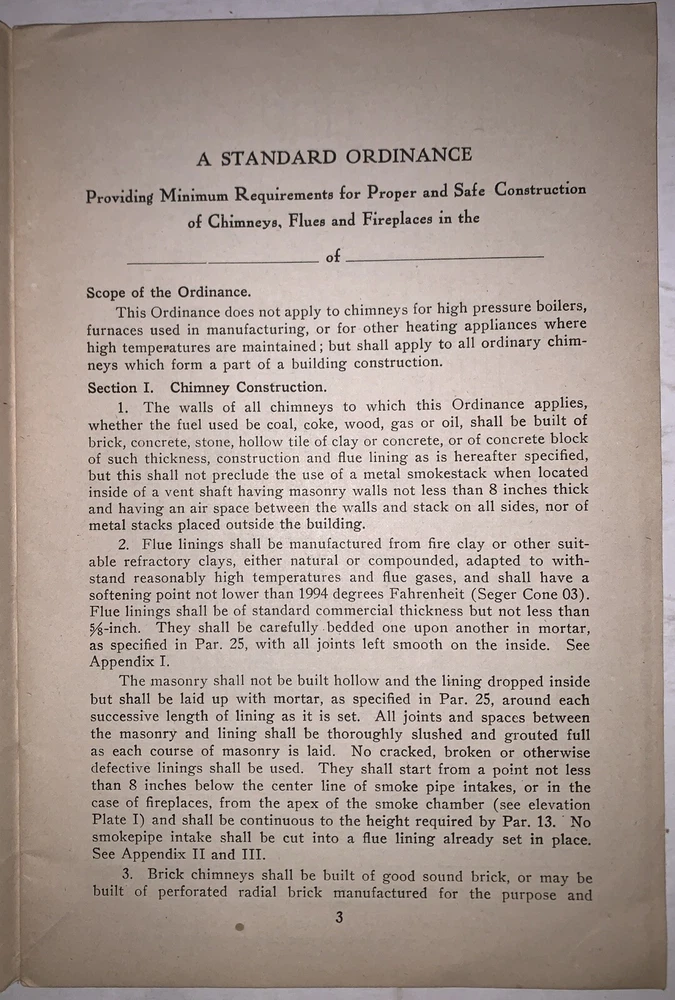 A STANDARD ORDINANCE
Providing Minimum Requirements for Proper and Safe Construction
of Chimneys, Flues and Fireplaces in the
____________________ of ____________________
Scope of the Ordinance.
This Ordinance does not apply to chimneys for high pressure boilers,
furnaces used in manufacturing, or for other heating appliances where
high temperatures are maintained; but shall apply to all ordinary chim-
neys which form a part of a building construction.
Section I. Chimney Construction.
1. The walls of all chimneys to which this Ordinance applies,
whether the fuel used be coal, coke, wood, gas or oil, shall be built of
brick, concrete, stone, hollow tile of clay or concrete, or of concrete block
of such thickness, construction and flue lining as is hereafter specified,
but this shall not preclude the use of a metal smokestack when located
inside of a vent shaft having masonry walls not less than 8 inches thick
and having an air space between the walls and stack on all sides, nor of
metal stacks placed outside the building.
2. Flue linings shall be manufactured from fire clay or other suit-
able refractory clays, either natural or compounded, adapted to with-
stand reasonably high temperatures and flue gases, and shall have a
softening point not lower than 1994 degrees Fahrenheit (Seger Cone 03).
Flue linings shall be of standard commercial thickness but not less than
⅝-inch. They shall be carefully bedded one upon another in mortar,
as specified in Par. 25, with all joints left smooth on the inside. See
Appendix I.
The masonry shall not be built hollow and the lining dropped inside
but shall be laid up with mortar, as specified in Par. 25, around each
successive length of lining as it is set. All joints and spaces between
the masonry and lining shall be thoroughly slushed and grouted full
as each course of masonry is laid. No cracked, broken or otherwise
defective linings shall be used. They shall start from a point not less
than 8 inches below the center line of smoke pipe intakes, or in the
case of fireplaces, from the apex of the smoke chamber (see elevation
Plate I) and shall be continuous to the height required by Par. 13. No
smokepipe intake shall be cut into a flue lining already set in place.
See Appendix II and III.
3. Brick chimneys shall be built of good sound brick, or may be
built of perforated radial brick manufactured for the purpose and
3